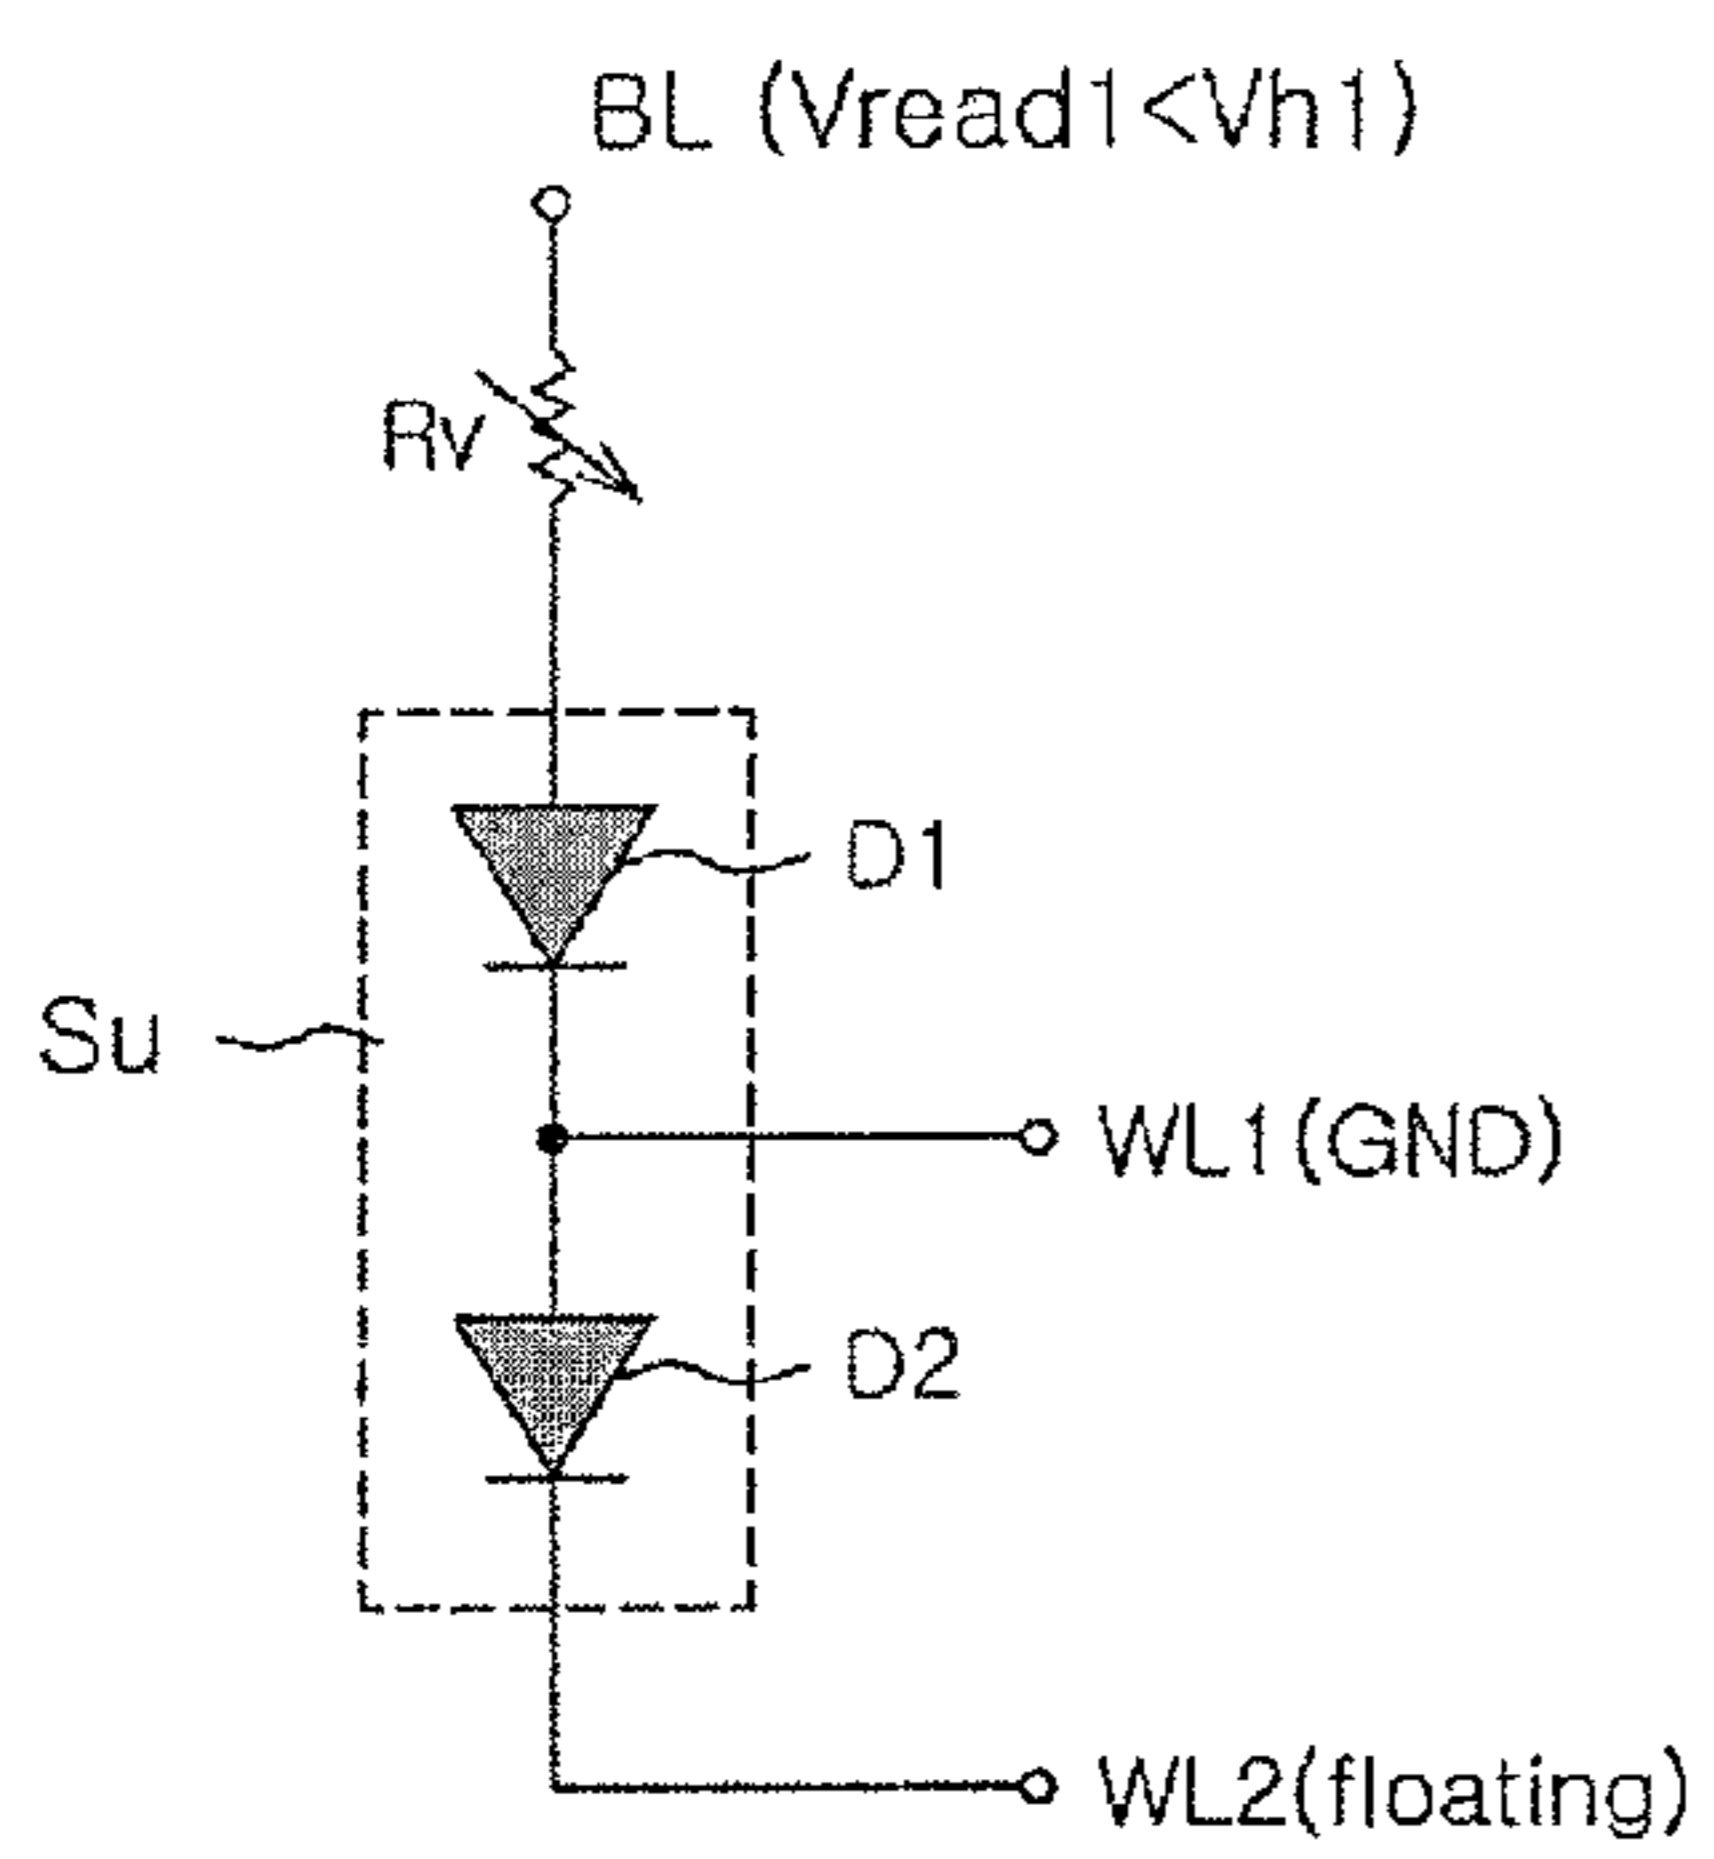 BL (Vread1<Vh1)
Rv
D1
Su
WL1(GND)
D2
WL2(floating)